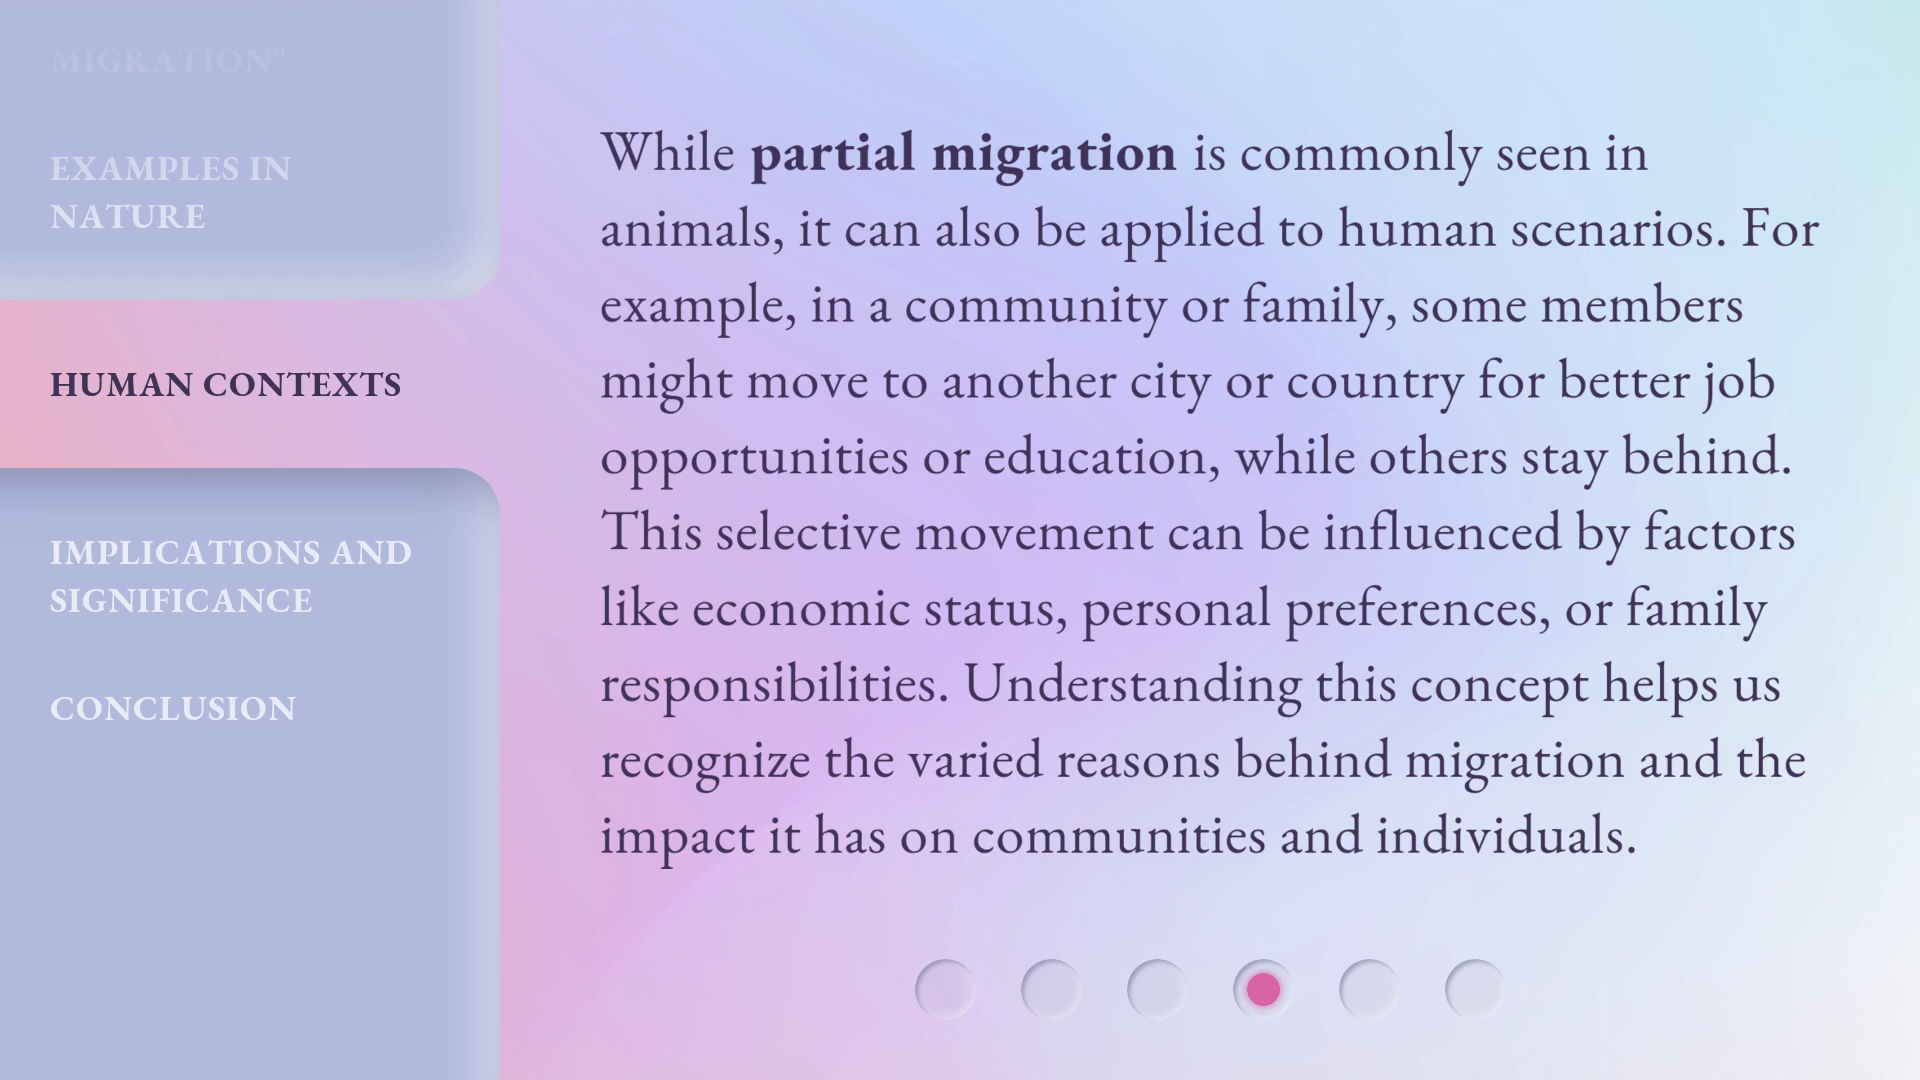 MIGRATION"
EXAMPLES IN
NATURE
HUMAN CONTEXTS
IMPLICATIONS AND
SIGNIFICANCE
CONCLUSION
While partial migration is commonly seen in
animals, it can also be applied to human scenarios. For
example, in a community or family, some members
might move to another city or country for better job
opportunities or education, while others stay behind.
This selective movement can be influenced by factors
like economic status, personal preferences, or family
responsibilities. Understanding this concept helps us
recognize the varied reasons behind migration and the
impact it has on communities and individuals.